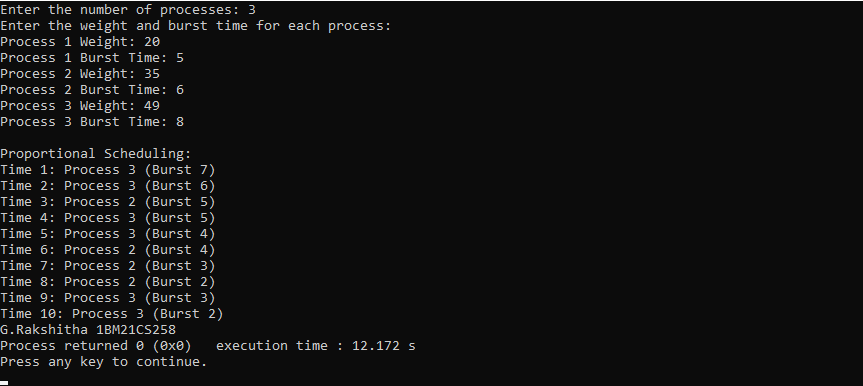 Enter the number of processes: 3
Enter the weight and burst time for each process:
Process 1 Weight: 20
Process 1 Burst Time: 5
Process 2 Weight: 35
Process 2 Burst Time: 6
Process 3 Weight: 49
Process 3 Burst Time: 8

Proportional Scheduling:
Time 1: Process 3 (Burst 7)
Time 2: Process 3 (Burst 6)
Time 3: Process 2 (Burst 5)
Time 4: Process 3 (Burst 5)
Time 5: Process 3 (Burst 4)
Time 6: Process 2 (Burst 4)
Time 7: Process 2 (Burst 3)
Time 8: Process 2 (Burst 2)
Time 9: Process 3 (Burst 3)
Time 10: Process 3 (Burst 2)
G.Rakshitha 1BM21CS258
Process returned 0 (0x0)   execution time : 12.172 s
Press any key to continue.